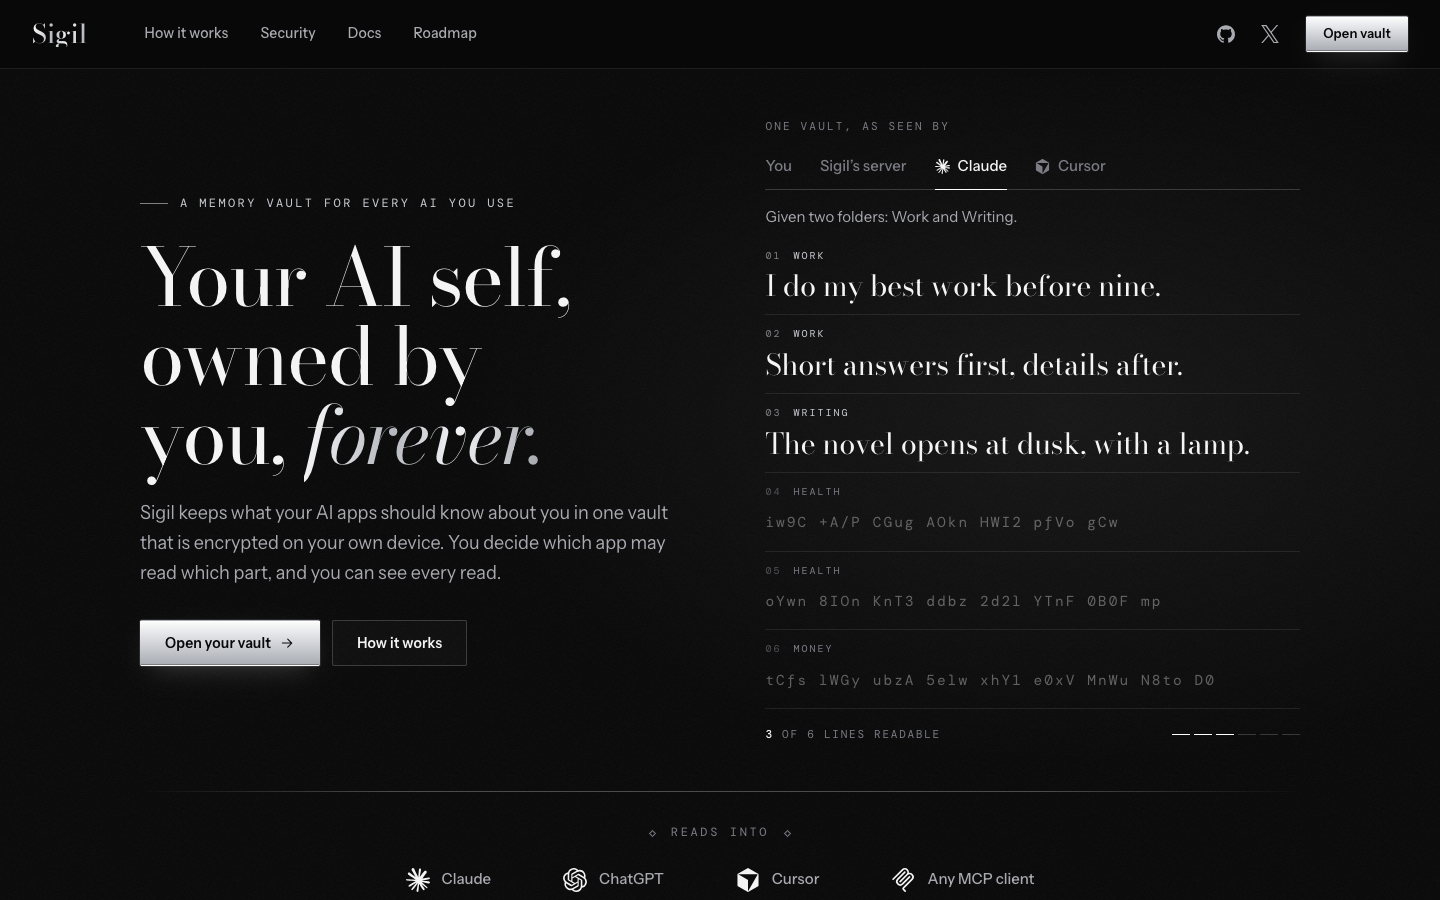 Sigil
How it works
Security
Docs
Roadmap
Open vault
A MEMORY VAULT FOR EVERY AI YOU USE
Your AI self,
owned by
you, forever.
Sigil keeps what your AI apps should know about you in one vault
that is encrypted on your own device. You decide which app may
read which part, and you can see every read.
Open your vault →
How it works
ONE VAULT, AS SEEN BY
You
Sigil's server
Claude
Cursor
Given two folders: Work and Writing.
01 WORK
I do my best work before nine.
02 WORK
Short answers first, details after.
03 WRITING
The novel opens at dusk, with a lamp.
04 HEALTH
iw9C +A/P CGug AOkn HWI2 pfVo gCw
05 HEALTH
oYwn 8IOn KnT3 ddbz 2d2l YTnF 0B0F mp
06 MONEY
tCfs lWGy ubzA 5elw xhYl e0xV MnWu N8to D0
3 OF 6 LINES READABLE
READS INTO
Claude
ChatGPT
Cursor
Any MCP client